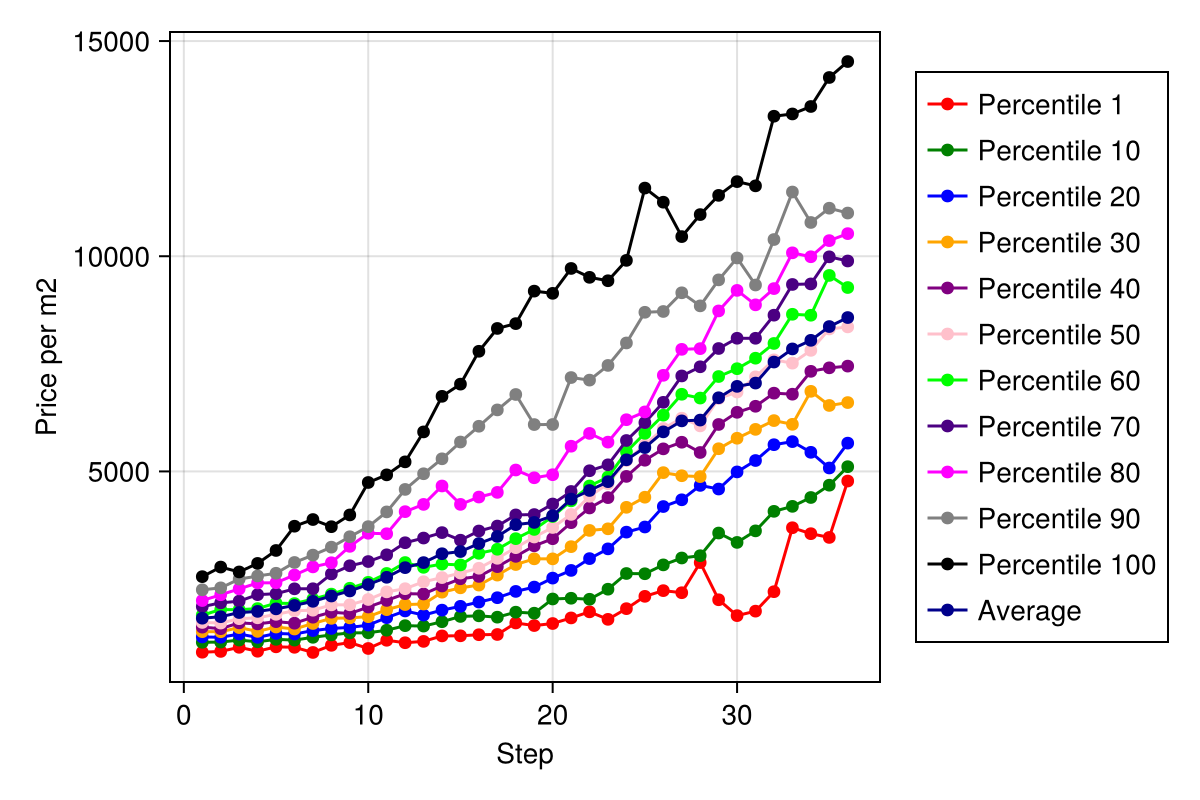 15000
10000
5000
Price per m2
0 10 20 30
Step
Percentile 1
Percentile 10
Percentile 20
Percentile 30
Percentile 40
Percentile 50
Percentile 60
Percentile 70
Percentile 80
Percentile 90
Percentile 100
Average